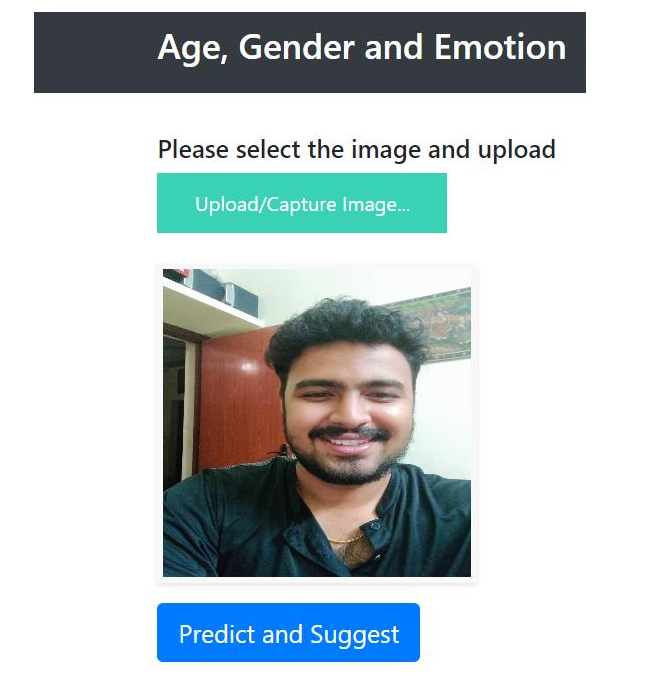 Age, Gender and Emotion
Please select the image and upload
Upload/Capture Image...
Predict and Suggest